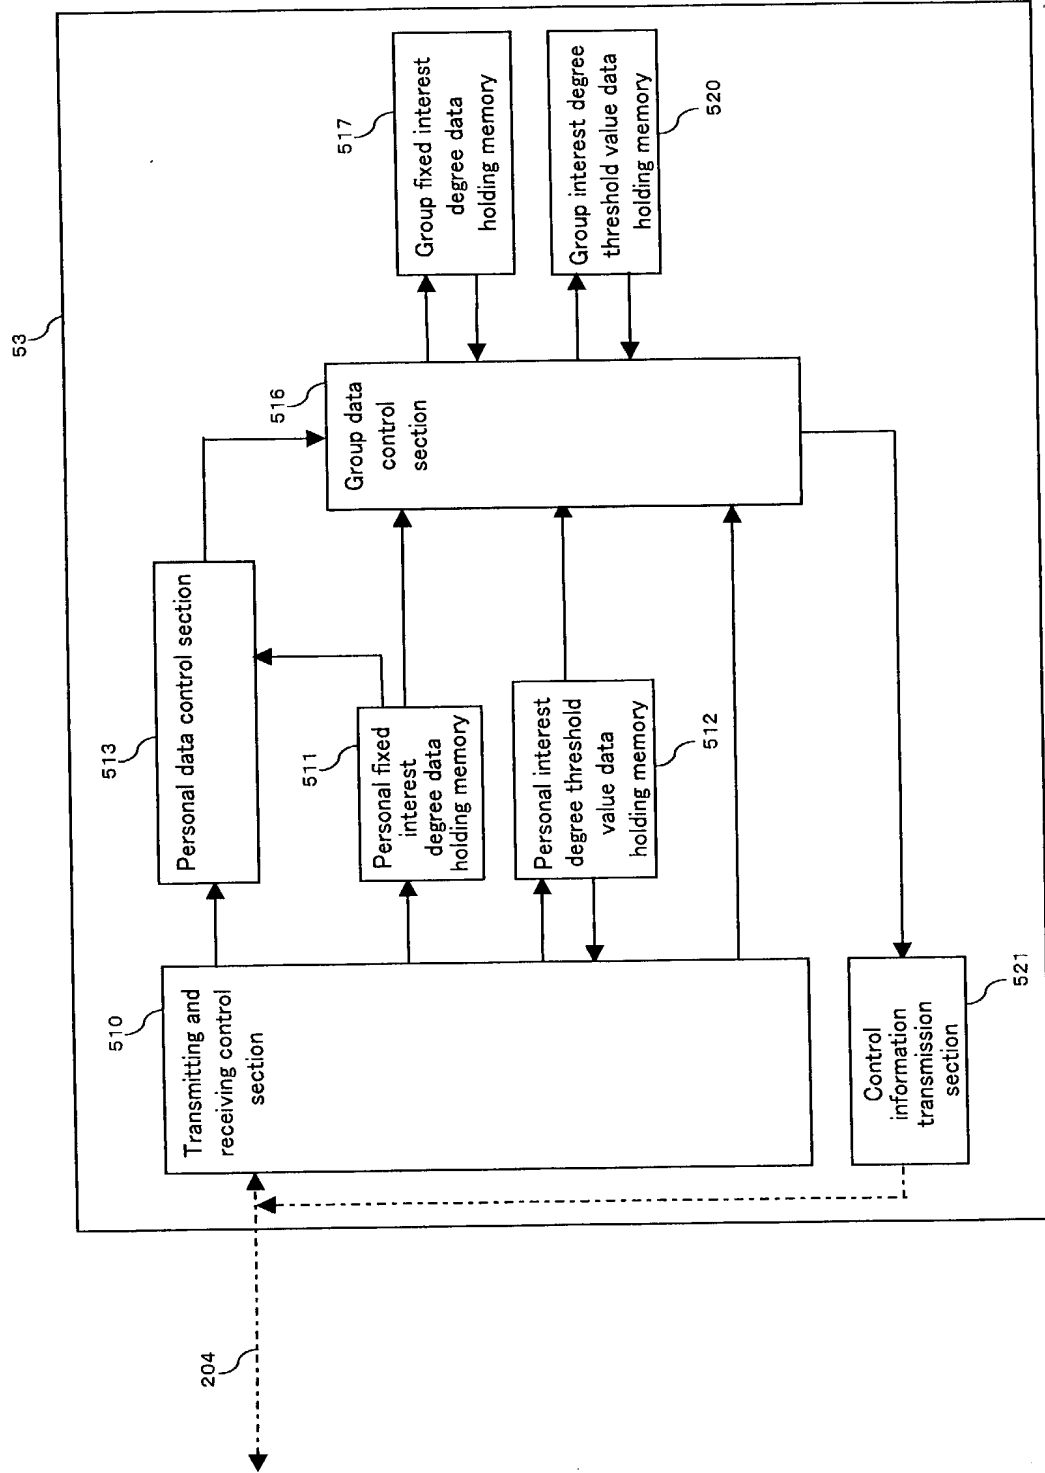 53
517
Group fixed interest
degree data
holding memory
Group interest degree
threshold value data
holding memory
520
516
Group data
control
section
513
Personal data control section
511
Personal fixed
interest
degree data
holding memory
Personal interest
degree threshold
value data
holding memory
512
510
Transmitting and
receiving control
section
Control
information
transmission
section
521
204